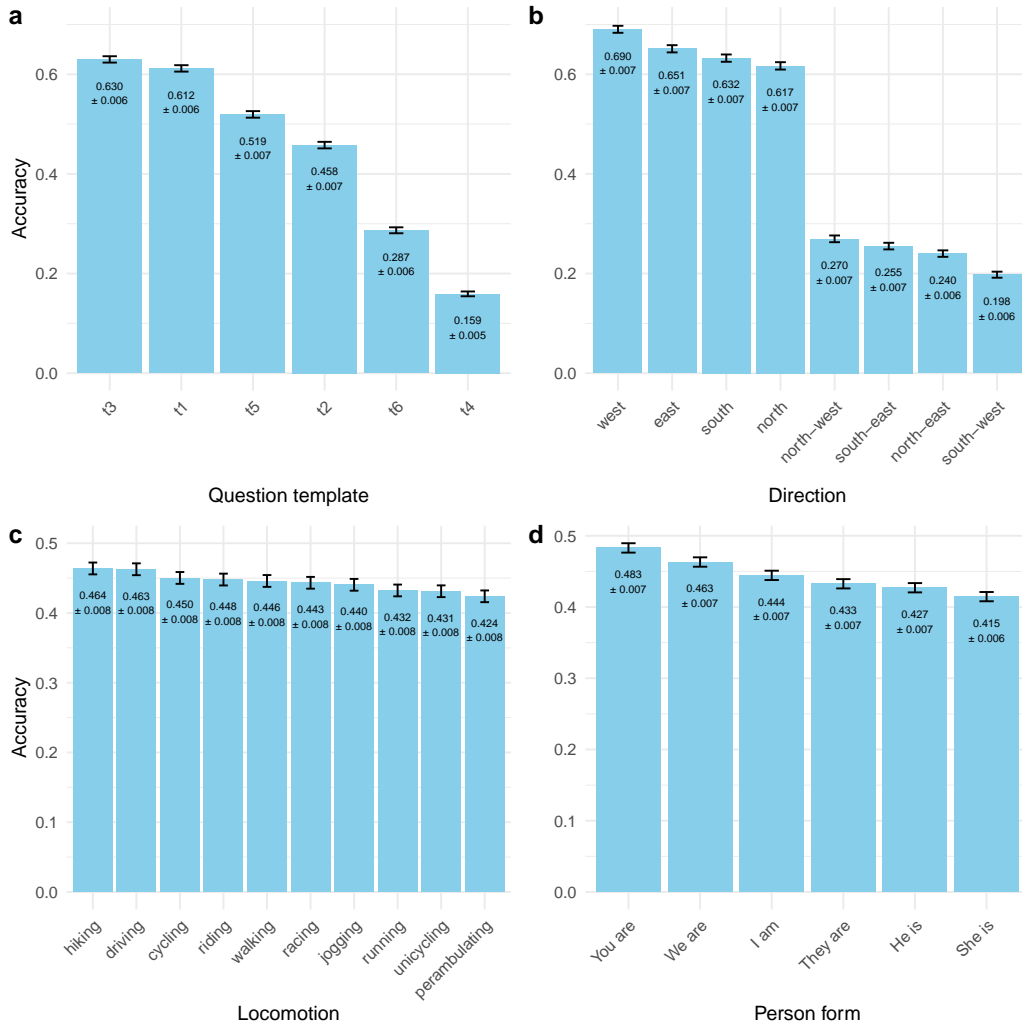 a
Accuracy
0.6
0.4
0.2
0.0
0.630
± 0.006
0.612
± 0.006
0.519
± 0.007
0.458
± 0.007
0.287
± 0.006
0.159
± 0.005
t3
t1
t5
t2
t6
t4
Question template
b
0.6
0.4
0.2
0.0
0.690
± 0.007
0.651
± 0.007
0.632
± 0.007
0.617
± 0.007
0.270
± 0.007
0.255
± 0.007
0.240
± 0.006
0.198
± 0.006
west
east
south
north
north−west
south−east
north−east
south−west
Direction
c
Accuracy
0.5
0.4
0.3
0.2
0.1
0.0
0.464
± 0.008
0.463
± 0.008
0.450
± 0.008
0.448
± 0.008
0.446
± 0.008
0.443
± 0.008
0.440
± 0.008
0.432
± 0.008
0.431
± 0.008
0.424
± 0.008
hiking
driving
cycling
riding
walking
racing
jogging
running
unicycling
perambulating
Locomotion
d
0.5
0.4
0.3
0.2
0.1
0.0
0.483
± 0.007
0.463
± 0.007
0.444
± 0.007
0.433
± 0.007
0.427
± 0.007
0.415
± 0.006
You are
We are
I am
They are
He is
She is
Person form